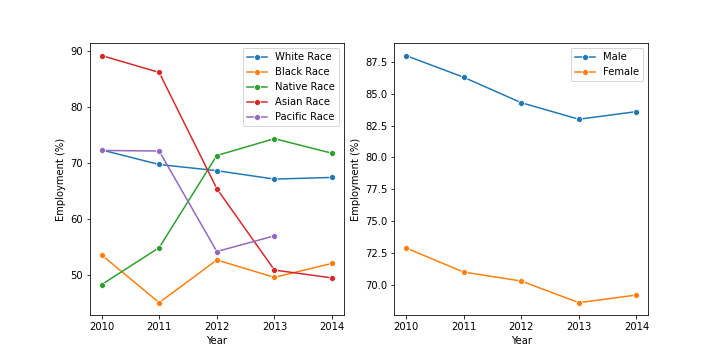 White Race
Black Race
Native Race
Asian Race
Pacific Race
90
80
70
60
50
Employment (%)
2010
2011
2012
2013
2014
Year
Male
Female
87.5
85.0
82.5
80.0
77.5
75.0
72.5
70.0
Employment (%)
2010
2011
2012
2013
2014
Year